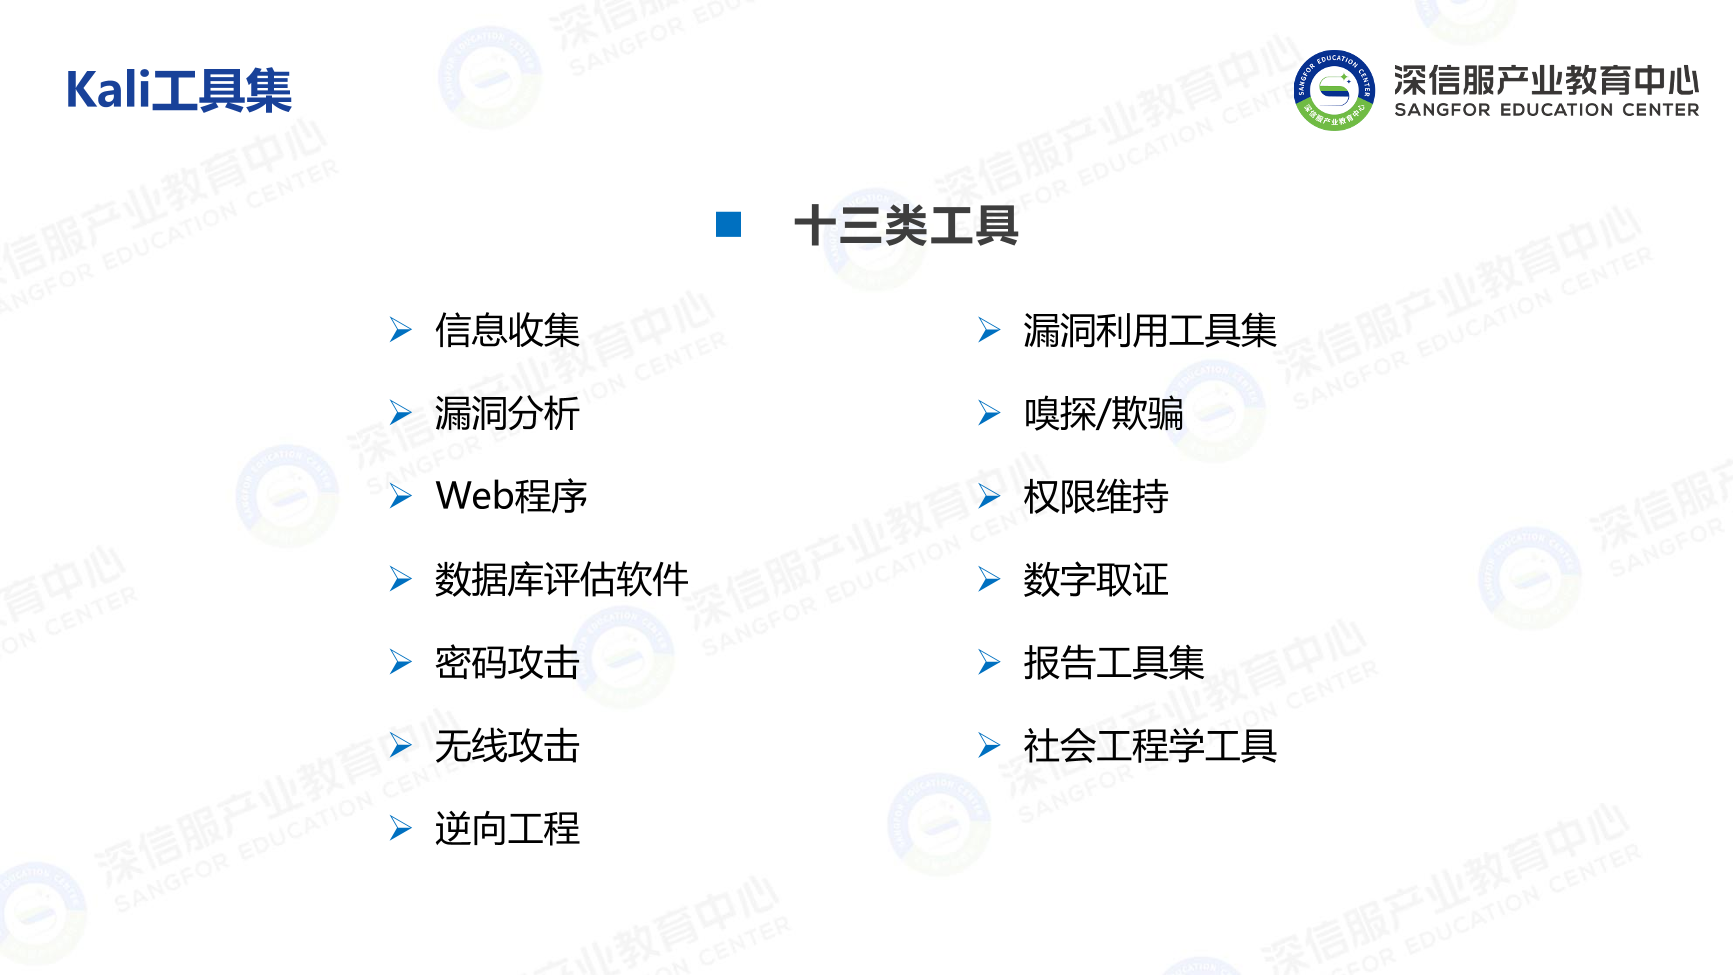 Kali工具集
深信服产业教育中心
SANGFOR EDUCATION CENTER
十三类工具
信息收集
漏洞分析
Web程序
数据库评估软件
密码攻击
无线攻击
逆向工程
漏洞利用工具集
嗅探/欺骗
权限维持
数字取证
报告工具集
社会工程学工具